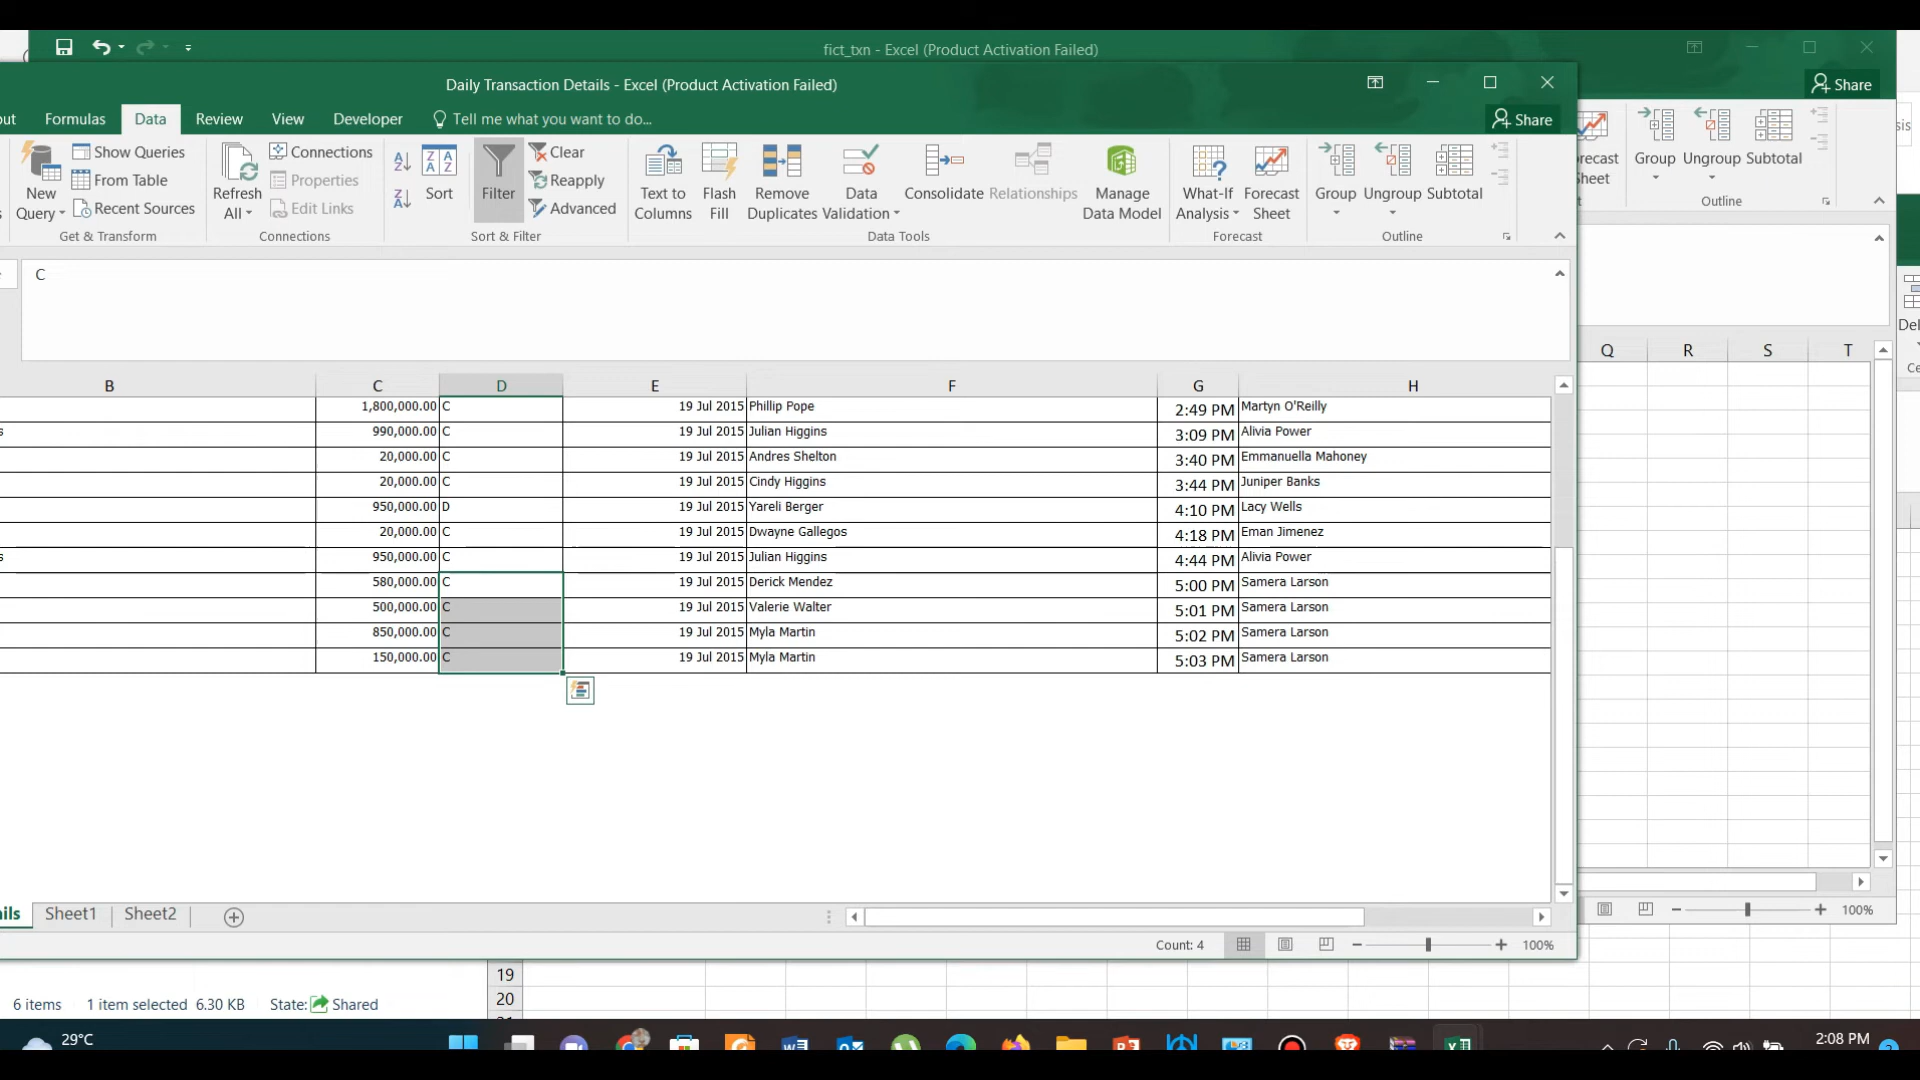 fict_txn - Excel (Product Activation Failed)
Daily Transaction Details - Excel (Product Activation Failed)
Share
out Formulas Data Review View Developer Tell me what you want to do...
Share
New Query
Show Queries
From Table
Recent Sources
Get & Transform
Refresh All
Connections
Properties
Edit Links
Connections
Sort
Filter
Clear
Reapply
Advanced
Sort & Filter
Text to Columns
Flash Fill
Remove Duplicates
Data Validation
Consolidate
Relationships
Manage Data Model
Data Tools
What-If Analysis
Forecast Sheet
Forecast
Group
Ungroup
Subtotal
Outline
orecast Sheet
Group
Ungroup
Subtotal
Outline
sis
Del
Ce
C
Q R S T
B C D E F G H
1,800,000.00 C 19 Jul 2015 Phillip Pope 2:49 PM Martyn O'Reilly
s 990,000.00 C 19 Jul 2015 Julian Higgins 3:09 PM Alivia Power
20,000.00 C 19 Jul 2015 Andres Shelton 3:40 PM Emmanuella Mahoney
20,000.00 C 19 Jul 2015 Cindy Higgins 3:44 PM Juniper Banks
950,000.00 D 19 Jul 2015 Yareli Berger 4:10 PM Lacy Wells
20,000.00 C 19 Jul 2015 Dwayne Gallegos 4:18 PM Eman Jimenez
s 950,000.00 C 19 Jul 2015 Julian Higgins 4:44 PM Alivia Power
580,000.00 C 19 Jul 2015 Derick Mendez 5:00 PM Samera Larson
500,000.00 C 19 Jul 2015 Valerie Walter 5:01 PM Samera Larson
850,000.00 C 19 Jul 2015 Myla Martin 5:02 PM Samera Larson
150,000.00 C 19 Jul 2015 Myla Martin 5:03 PM Samera Larson
ils Sheet1 Sheet2
100%
Count: 4 100%
19
20
6 items 1 item selected 6.30 KB State: Shared
29°C
2:08 PM